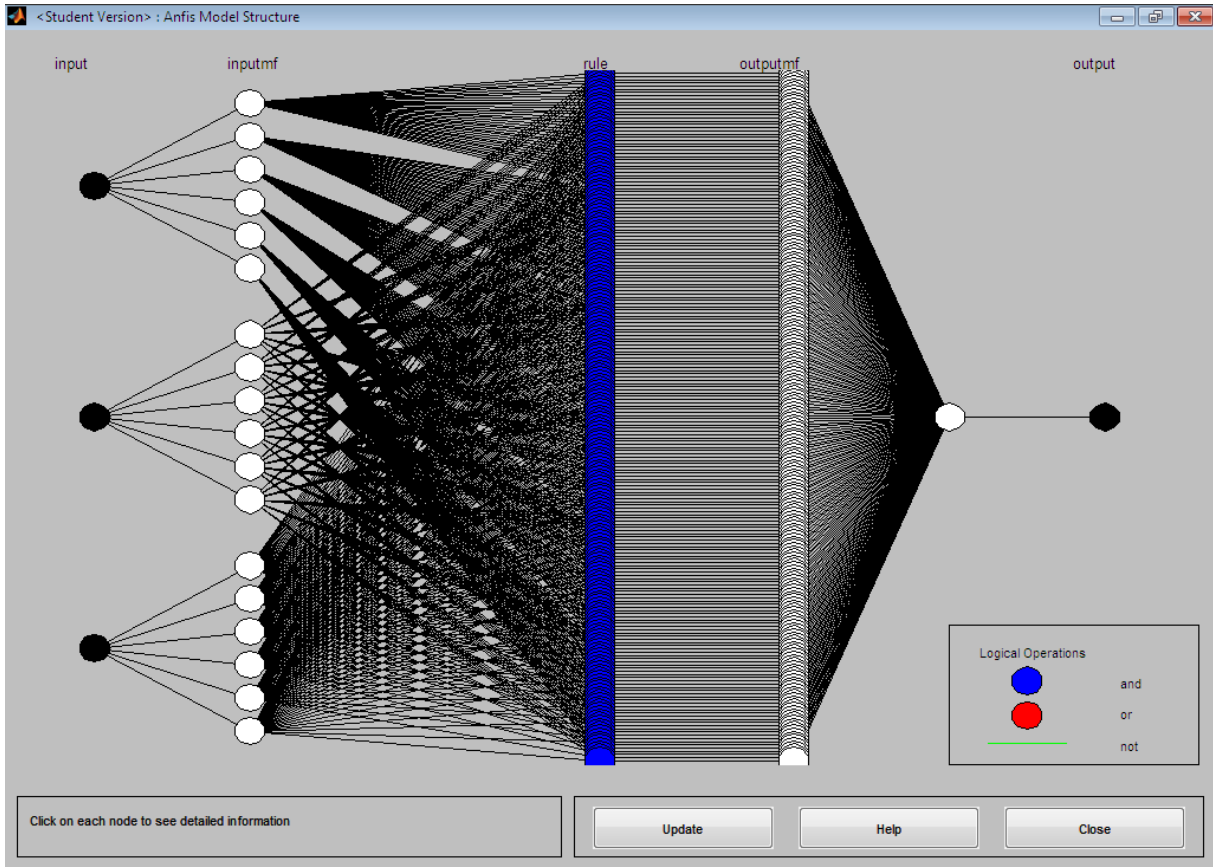 <Student Version> : Anfis Model Structure
input inputmf rule outputmf output
Logical Operations
and
or
not
Click on each node to see detailed information
Update Help Close